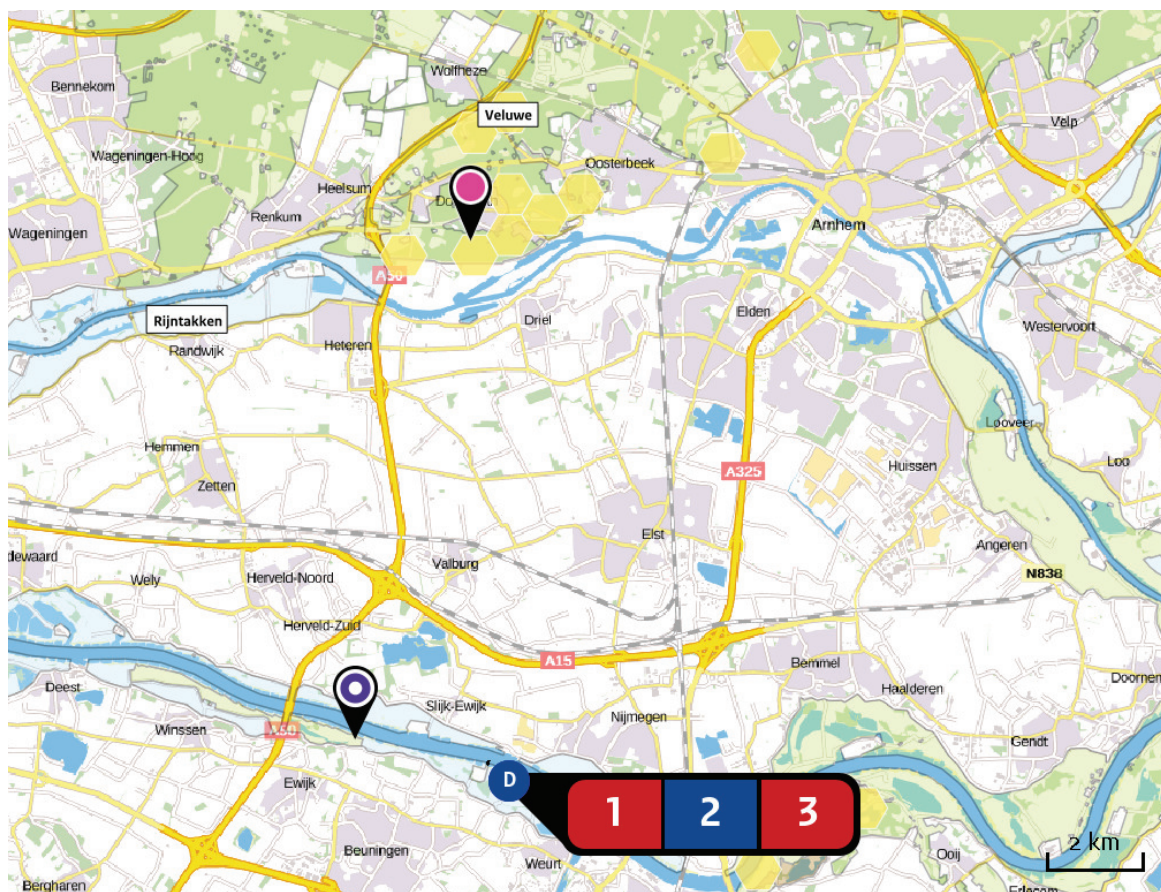 Wolfheze
Bennekom
Veluwe
Velp
Wageningen-Hoog
Oosterbeek
Heelsum
Renkum
Wageningen
Arnhem
A50
Rijntakken
Driel
Elden
Westervoort
Randwijk
Heteren
Looveer
Hemmen
Loo
Huissen
A325
Zetten
Elst
Angeren
dewaard
Valburg
Wely
Herveld-Noord
N838
Herveld-Zuid
A15
Bemmel
Deest
Haalderen
Doornen
Slijk-Ewijk
Nijmegen
Winssen
A50
Gendt
D
Ewijk
1 2 3
2 km
Beuningen
Weurt
Ooij
Bergharen